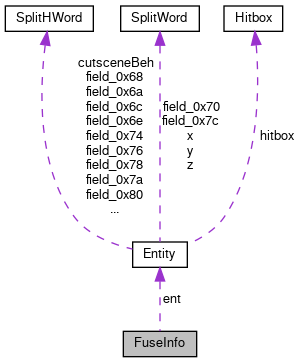 SplitHWord
SplitWord
Hitbox
cutsceneBeh
field_0x68
field_0x6a
field_0x6c
field_0x6e
field_0x74
field_0x76
field_0x78
field_0x7a
field_0x80
...
field_0x70
field_0x7c
x
y
z
hitbox
Entity
ent
FuseInfo